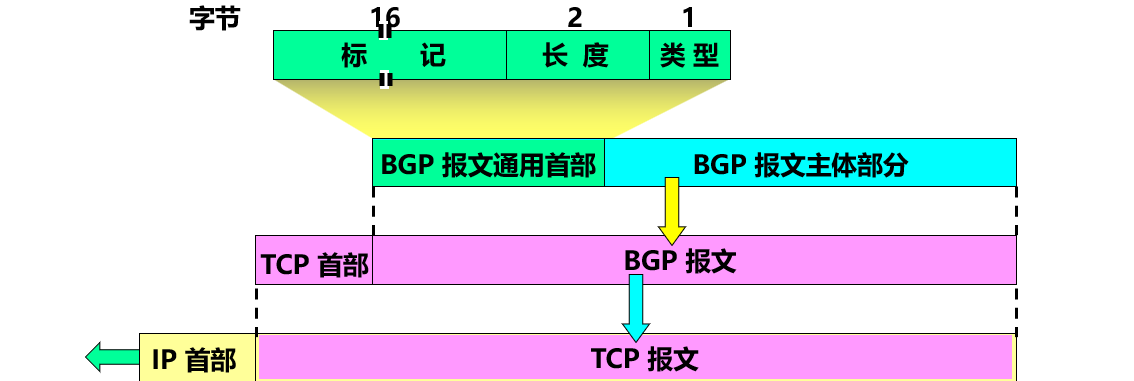 字节 16 2 1
标 记 长 度 类 型
BGP 报文通用首部 BGP 报文主体部分
TCP 首部 BGP 报文
IP 首部 TCP 报文